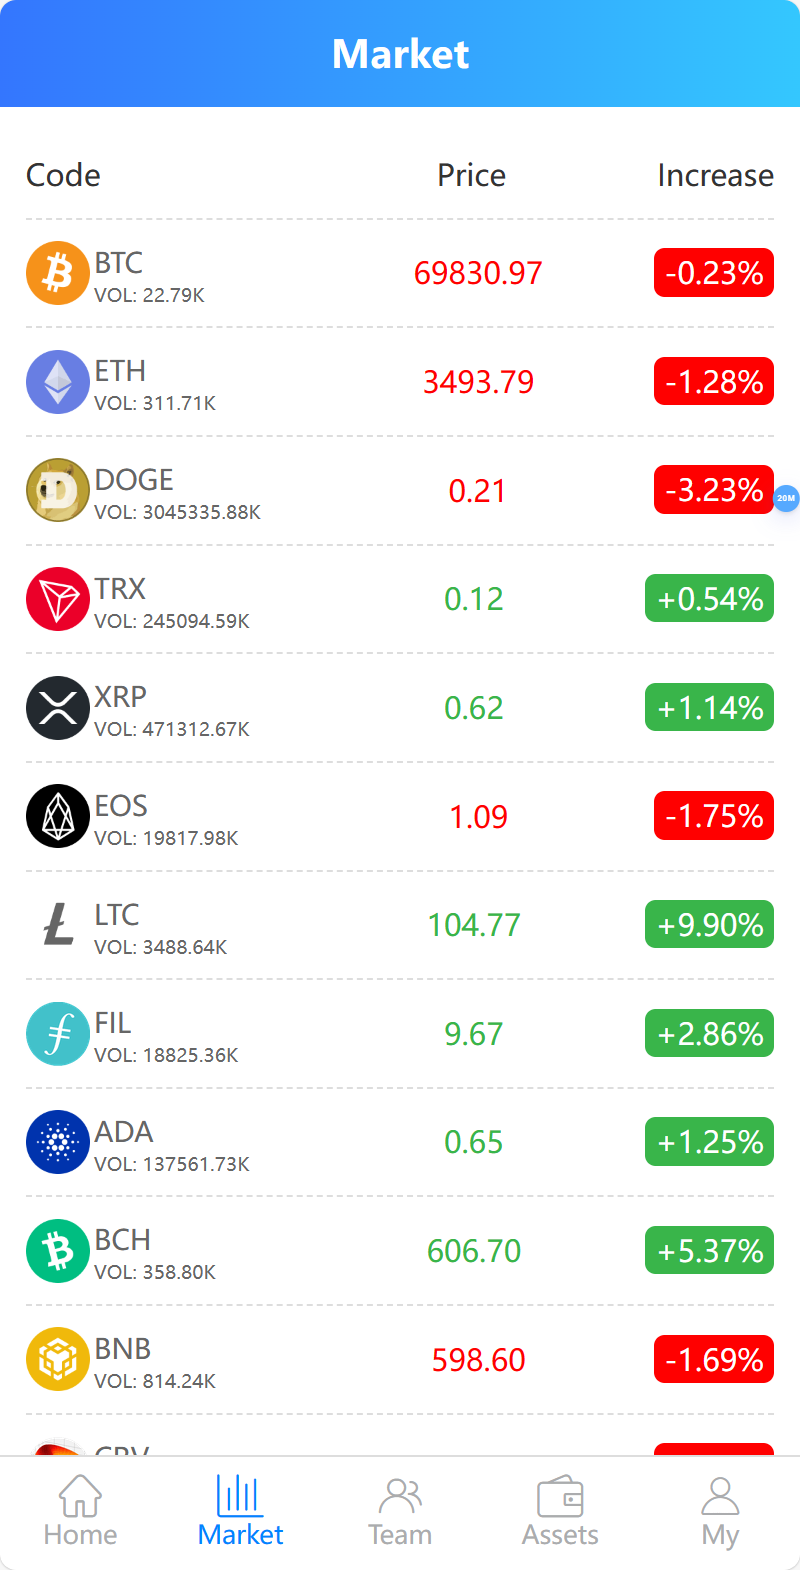 Market
Code Price Increase
BTC
VOL: 22.79K
69830.97
-0.23%
ETH
VOL: 311.71K
3493.79
-1.28%
DOGE
VOL: 3045335.88K
0.21
-3.23%
20M
TRX
VOL: 245094.59K
0.12
+0.54%
XRP
VOL: 471312.67K
0.62
+1.14%
EOS
VOL: 19817.98K
1.09
-1.75%
LTC
VOL: 3488.64K
104.77
+9.90%
FIL
VOL: 18825.36K
9.67
+2.86%
ADA
VOL: 137561.73K
0.65
+1.25%
BCH
VOL: 358.80K
606.70
+5.37%
BNB
VOL: 814.24K
598.60
-1.69%
Home Market Team Assets My